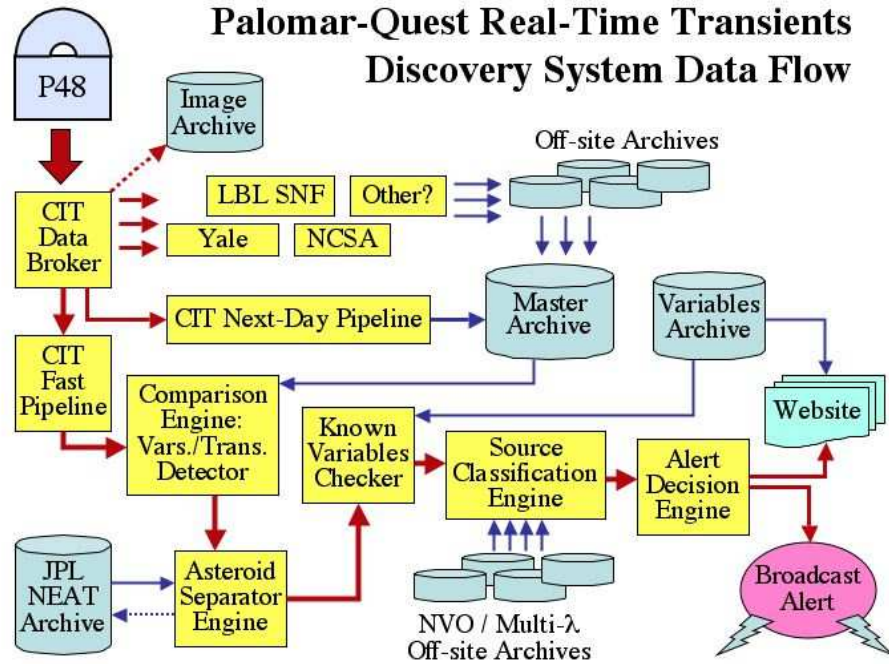 Palomar-Quest Real-Time Transients
Discovery System Data Flow
P48
Image
Archive
Off-site Archives
CIT
Data
Broker
LBL SNF
Other?
Yale
NCSA
CIT Next-Day Pipeline
Master
Archive
Variables
Archive
CIT
Fast
Pipeline
Comparison
Engine:
Vars./Trans.
Detector
Known
Variables
Checker
Source
Classification
Engine
Alert
Decision
Engine
Website
JPL
NEAT
Archive
Asteroid
Separator
Engine
NVO / Multi-λ
Off-site Archives
Broadcast
Alert